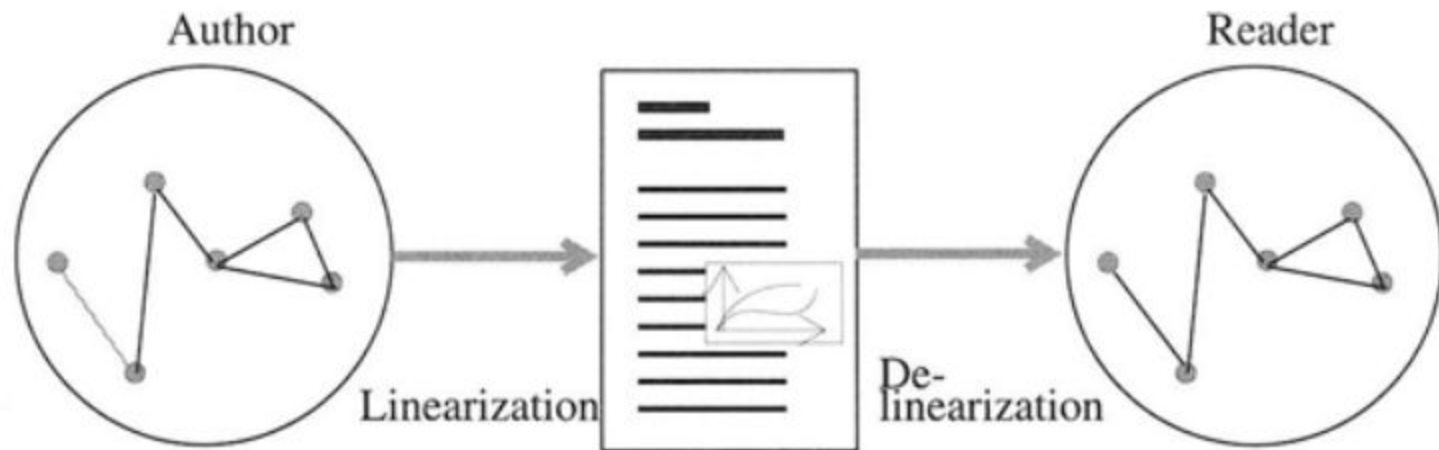 Author
Reader
Linearization
De-
linearization